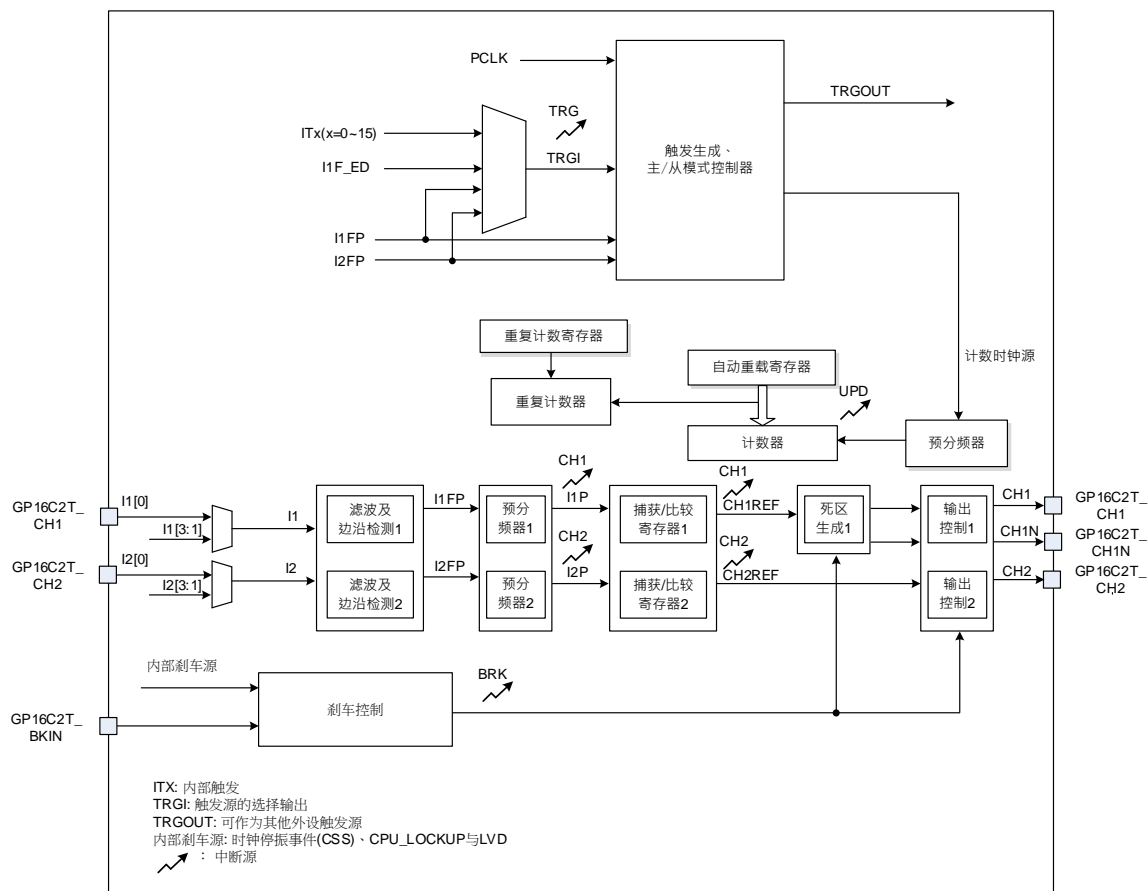 PCLK
TRGOUT
TRG
ITx(x=0~15)
触发生成、
主/从模式控制器
TRGI
I1F_ED
I1FP
I2FP
重复计数寄存器
计数时钟源
自动重载寄存器
重复计数器
UPD
计数器
预分频器
CH1
CH1
GP16C2T_
CH1
I1[0]
I1[3:1]
I1
滤波及
边沿检测1
I1FP
预分
频器1
I1P
捕获/比较
寄存器1
CH1REF
死区
生成1
输出
控制1
CH1
GP16C2T_
CH1
CH1N
GP16C2T_
CH1N
GP16C2T_
CH2
I2[0]
I2[3:1]
I2
滤波及
边沿检测2
I2FP
预分
频器2
CH2
I2P
捕获/比较
寄存器2
CH2
CH2REF
输出
控制2
CH2
GP16C2T_
CH2
内部刹车源
BRK
刹车控制
GP16C2T_
BKIN
ITX: 内部触发
TRGI: 触发源的选择输出
TRGOUT: 可作为其他外设触发源
内部刹车源: 时钟停振事件(CSS)、CPU_LOCKUP与LVD
: 中断源